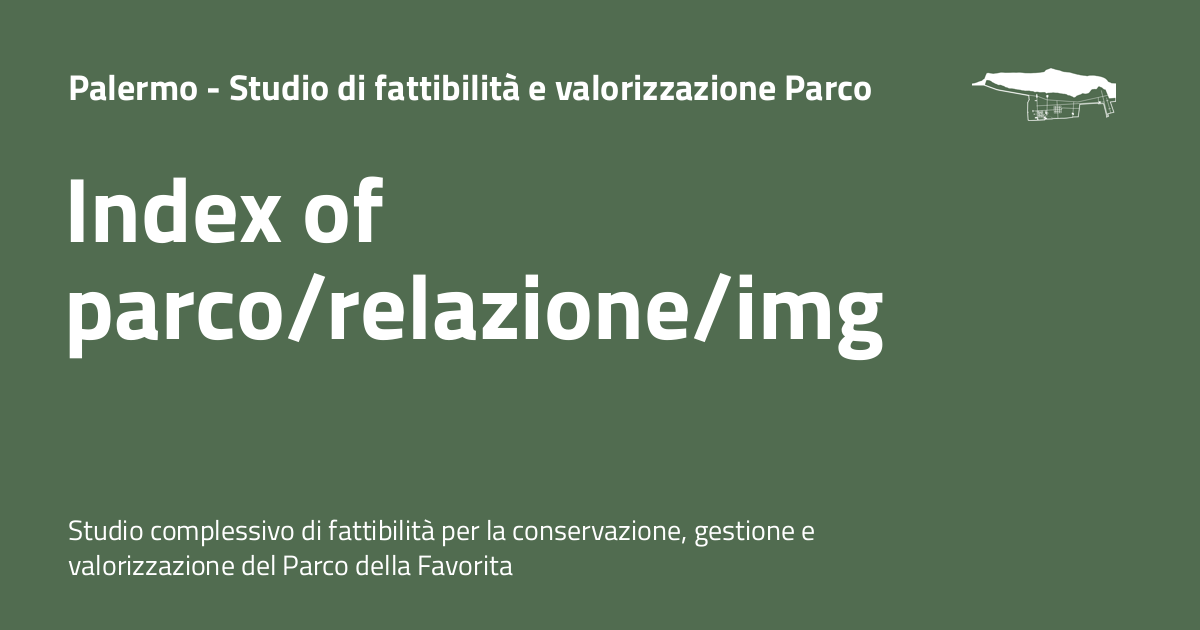 Palermo - Studio di fattibilità e valorizzazione Parco
Index of
parco/relazione/img
Studio complessivo di fattibilità per la conservazione, gestione e
valorizzazione del Parco della Favorita